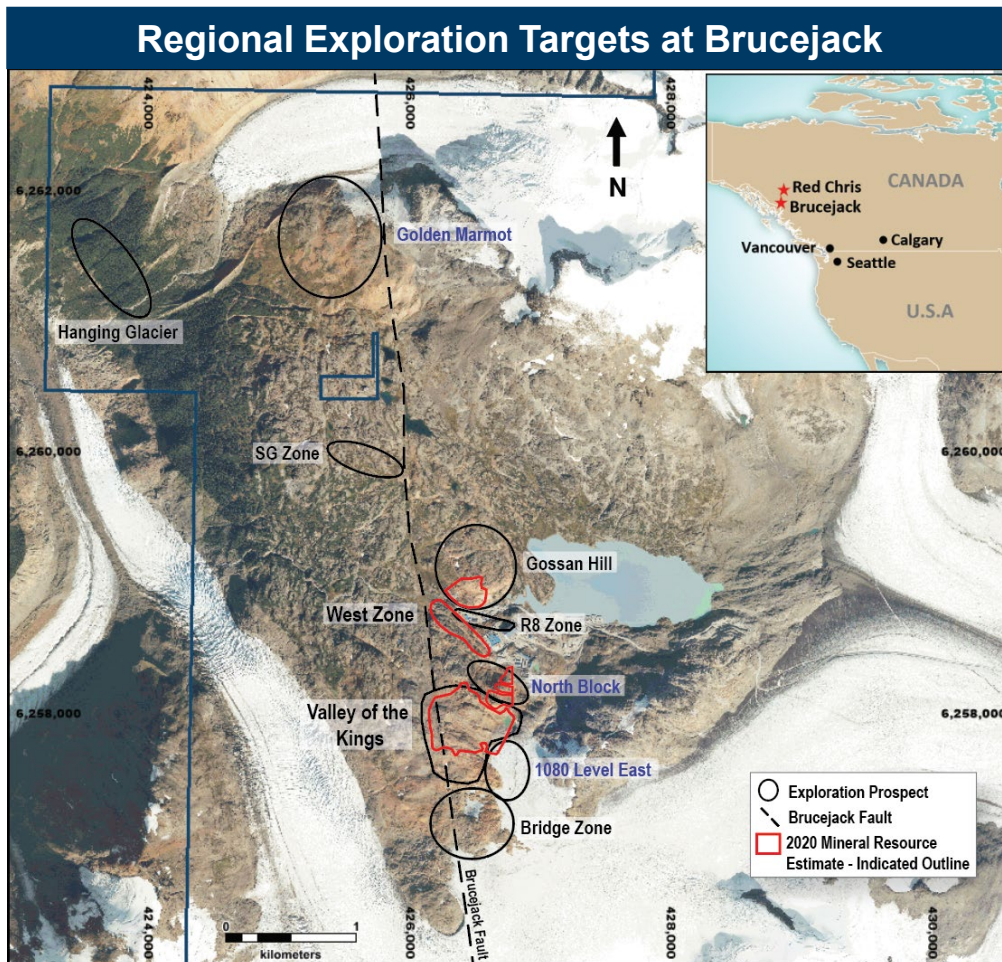 Regional Exploration Targets at Brucejack
424,000
426,000
428,000
6,262,000
N
CANADA
Red Chris
Brucejack
Vancouver
Calgary
Seattle
U.S.A
Golden Marmot
Hanging Glacier
SG Zone
6,260,000
6,260,000
Gossan Hill
West Zone
R8 Zone
North Block
Valley of the
Kings
6,258,000
6,258,000
1080 Level East
Bridge Zone
Exploration Prospect
Brucejack Fault
2020 Mineral Resource
Estimate - Indicated Outline
Brucejack Fault
424,000
426,000
428,000
430,000
0
1
kilometers